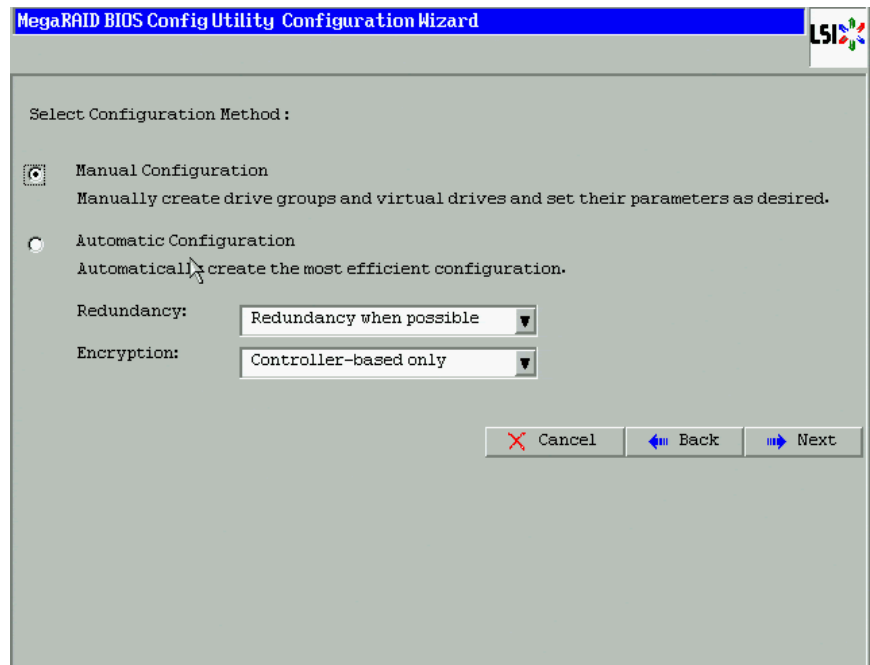 MegaRAID BIOS Config Utility Configuration Wizard
LSI
Select Configuration Method:
Manual Configuration
Manually create drive groups and virtual drives and set their parameters as desired.
Automatic Configuration
Automatically create the most efficient configuration.
Redundancy: Redundancy when possible
Encryption: Controller-based only
Cancel Back Next